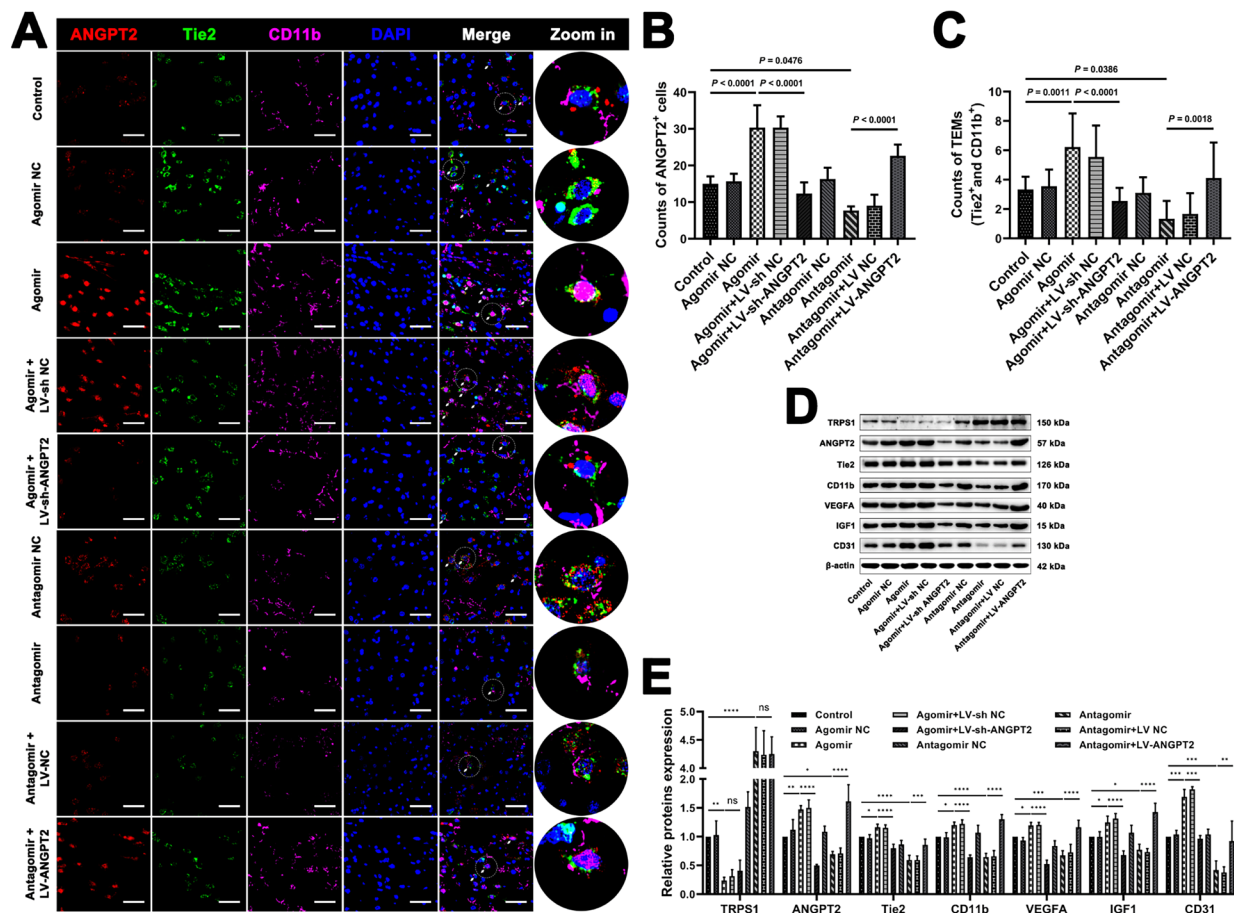 A
ANGPT2 Tie2 CD11b DAPI Merge Zoom in
Control
Agomir NC
Agomir
Agomir +
LV-sh NC
Agomir +
LV-sh-ANGPT2
Antagomir NC
Antagomir
Antagomir +
LV-NC
Antagomir +
LV-ANGPT2
B
P = 0.0476
P < 0.0001 P < 0.0001
P < 0.0001
Counts of ANGPT2+ cells
40
30
20
10
0
Control
Agomir NC
Agomir
Agomir+LV-sh NC
Agomir+LV-sh-ANGPT2
Antagomir NC
Antagomir
Antagomir+LV NC
Antagomir+LV-ANGPT2
C
P = 0.0386
P = 0.0011 P < 0.0001
P = 0.0018
Counts of TEMs
(Tie2+ and CD11b+)
10
8
6
4
2
0
Control
Agomir NC
Agomir
Agomir+LV-sh NC
Agomir+LV-sh-ANGPT2
Antagomir NC
Antagomir
Antagomir+LV NC
Antagomir+LV-ANGPT2
D
TRPS1 150 kDa
ANGPT2 57 kDa
Tie2 126 kDa
CD11b 170 kDa
VEGFA 40 kDa
IGF1 15 kDa
CD31 130 kDa
β-actin 42 kDa
Control
Agomir NC
Agomir
Agomir+LV-sh NC
Agomir+LV-sh ANGPT2
Antagomir NC
Antagomir
Antagomir+LV NC
Antagomir+LV-ANGPT2
E
Relative proteins expression
5.0
4.5
4.0
3.5
3.0
2.5
2.0
1.5
1.0
0.5
0.0
Control Agomir+LV-sh NC Antagomir
Agomir NC Agomir+LV-sh-ANGPT2 Antagomir+LV NC
Agomir Antagomir NC Antagomir+LV-ANGPT2
**** ns
** ns
* ** **** ****
**** * **** ***
**** * **** ****
*** * **** ****
* * **** ****
*** *** *** **
TRPS1 ANGPT2 Tie2 CD11b VEGFA IGF1 CD31